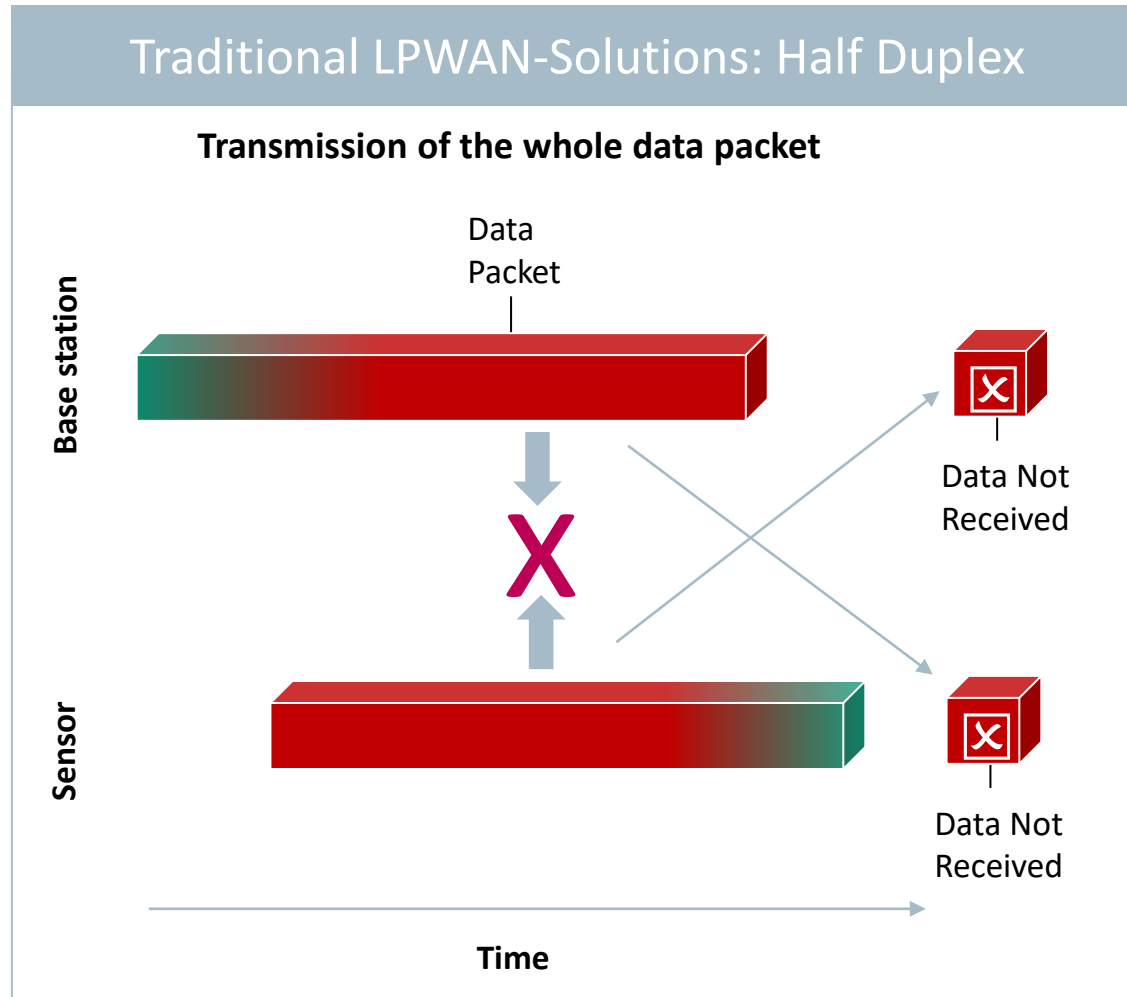 Traditional LPWAN-Solutions: Half Duplex
Transmission of the whole data packet
Data
Packet
Base station
X
Data Not
Received
Sensor
Data Not
Received
Time